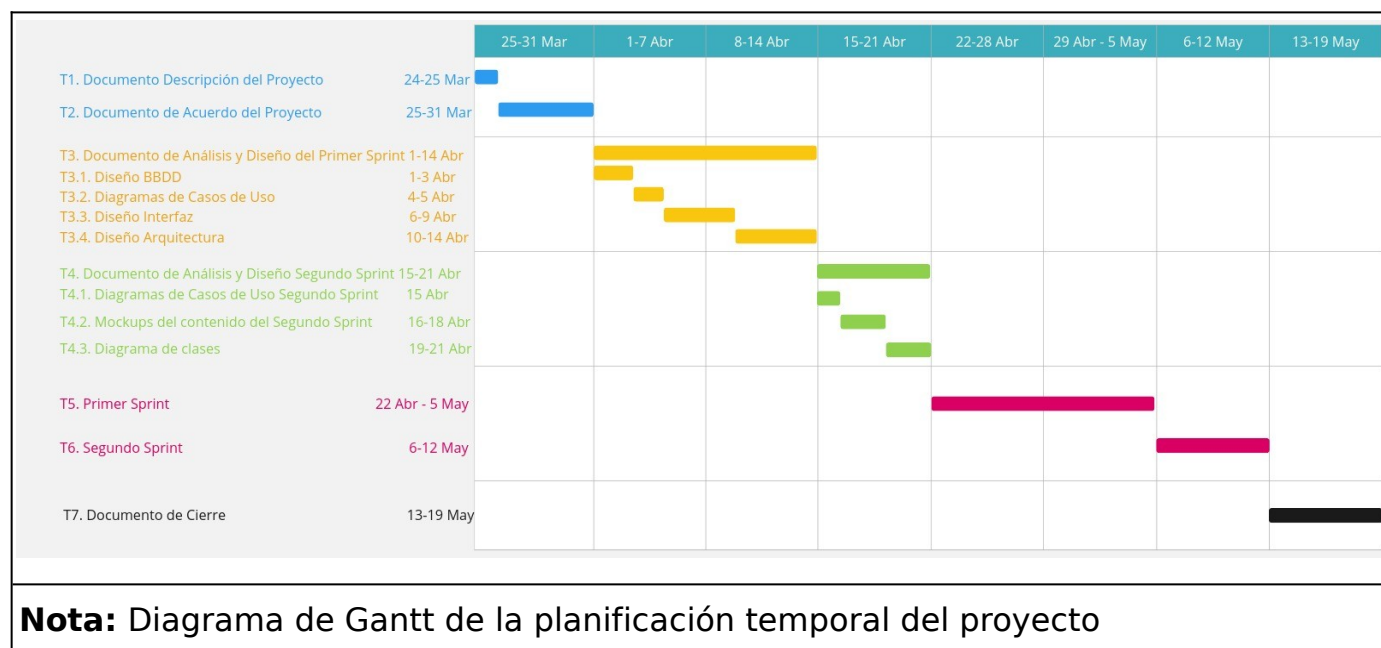 25-31 Mar 1-7 Abr 8-14 Abr 15-21 Abr 22-28 Abr 29 Abr - 5 May 6-12 May 13-19 May
T1. Documento Descripción del Proyecto 24-25 Mar
T2. Documento de Acuerdo del Proyecto 25-31 Mar
T3. Documento de Análisis y Diseño del Primer Sprint 1-14 Abr
T3.1. Diseño BBDD 1-3 Abr
T3.2. Diagramas de Casos de Uso 4-5 Abr
T3.3. Diseño Interfaz 6-9 Abr
T3.4. Diseño Arquitectura 10-14 Abr
T4. Documento de Análisis y Diseño Segundo Sprint 15-21 Abr
T4.1. Diagramas de Casos de Uso Segundo Sprint 15 Abr
T4.2. Mockups del contenido del Segundo Sprint 16-18 Abr
T4.3. Diagrama de clases 19-21 Abr
T5. Primer Sprint 22 Abr - 5 May
T6. Segundo Sprint 6-12 May
T7. Documento de Cierre 13-19 May
Nota: Diagrama de Gantt de la planificación temporal del proyecto